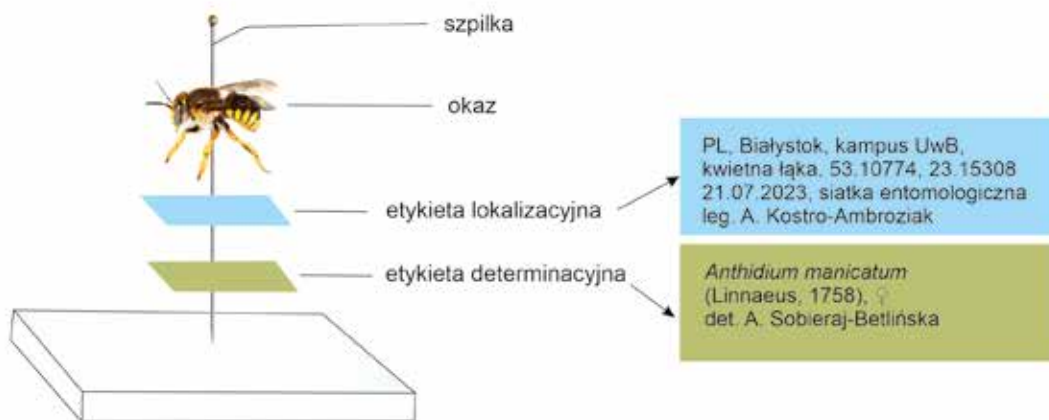 szpilka
okaz
etykieta lokalizacyjna
etykieta determinacyjna
PL, Białystok, kampus UwB,
kwietna łąka, 53.10774, 23.15308
21.07.2023, siatka entomologiczna
leg. A. Kostro-Ambroziak
Anthidium manicatum
(Linnaeus, 1758), ♀
det. A. Sobieraj-Betlińska